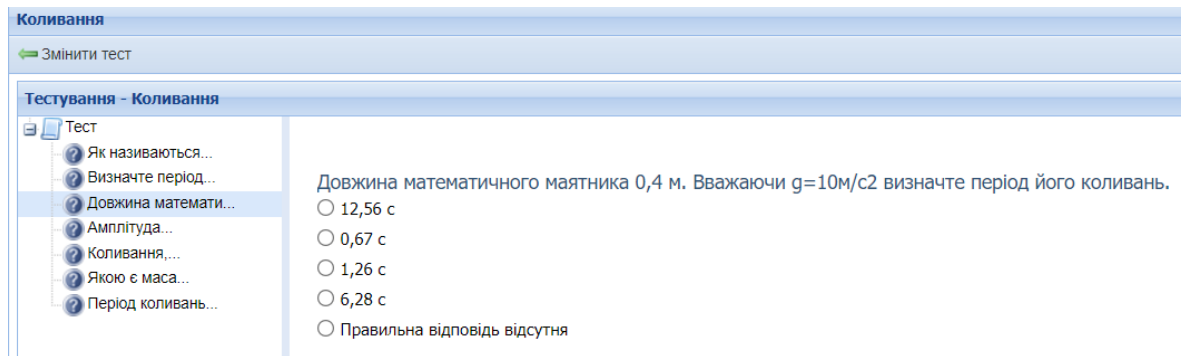 Коливання
Змінити тест
Тестування - Коливання
Тест
Як називаються...
Визначте період...
Довжина математи...
Амплітуда...
Коливання,...
Якою є маса...
Період коливань...
Довжина математичного маятника 0,4 м. Вважаючи g=10м/с2 визначте період його коливань.
12,56 с
0,67 с
1,26 с
6,28 с
Правильна відповідь відсутня